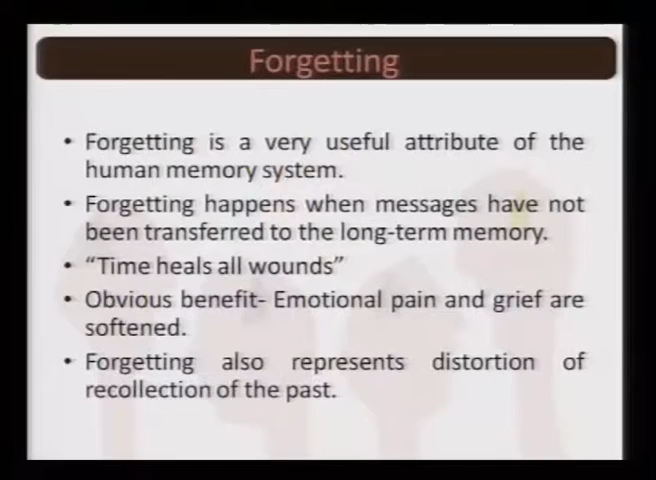 Forgetting
• Forgetting is a very useful attribute of the
human memory system.
• Forgetting happens when messages have not
been transferred to the long-term memory.
• “Time heals all wounds”
• Obvious benefit- Emotional pain and grief are
softened.
• Forgetting also represents distortion of
recollection of the past.